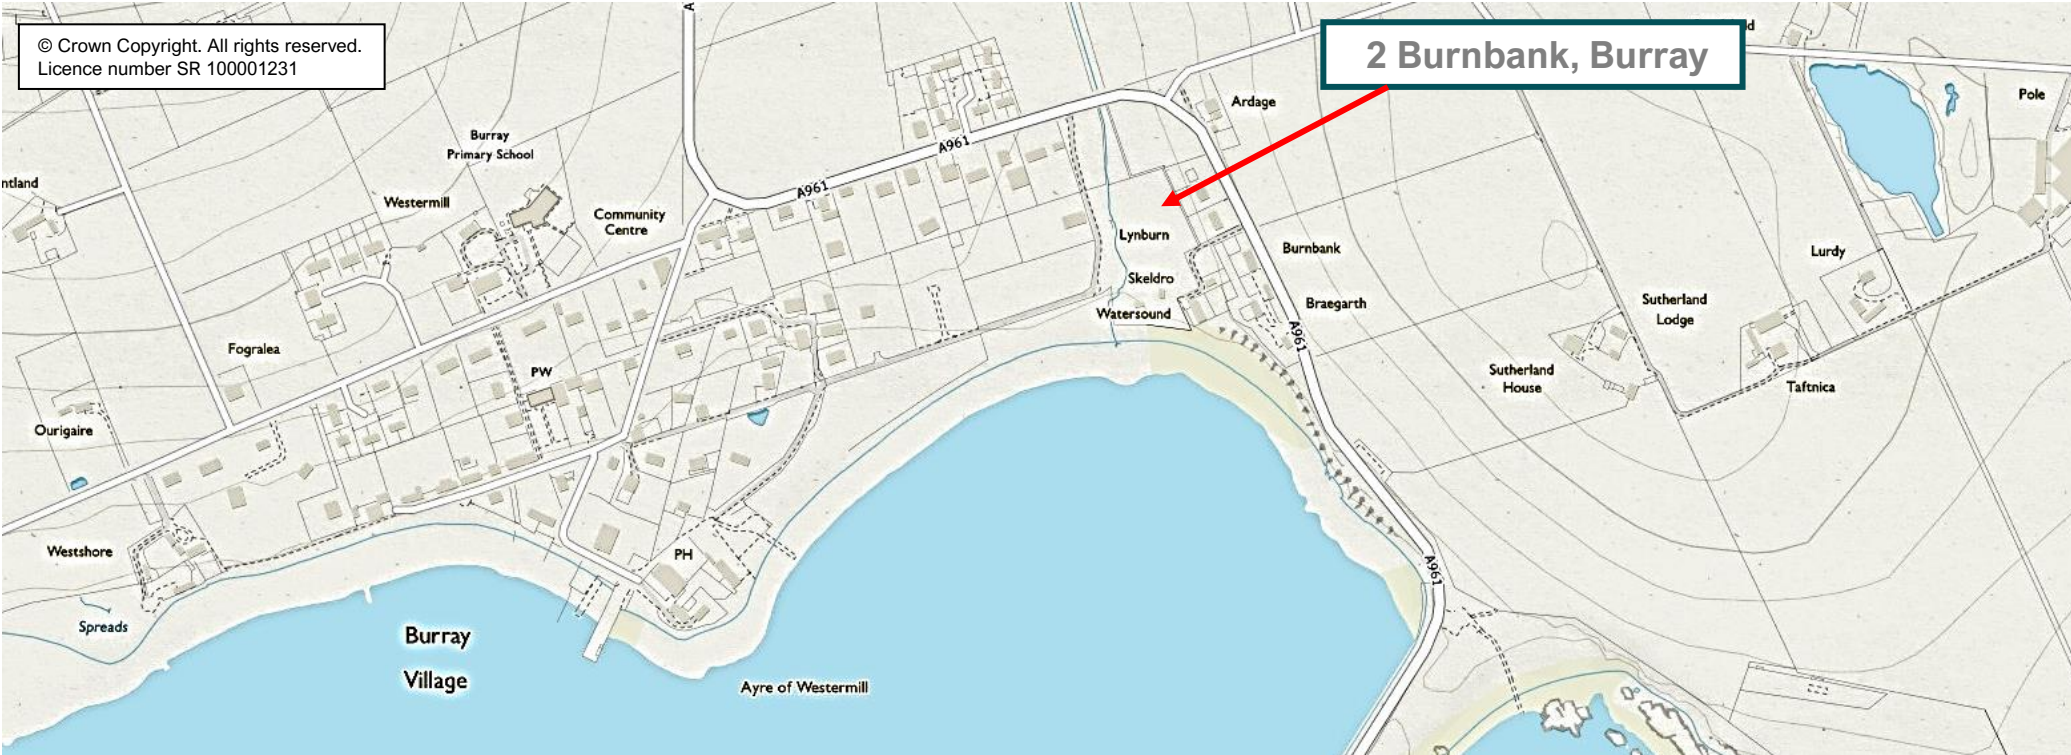 © Crown Copyright. All rights reserved.
Licence number SR 100001231
2 Burnbank, Burray
A
Ardage
Pole
Burray
Primary School
A961
A961
ntland
Westermill
Community
Centre
Lynburn
Burnbank
Lurdy
Skeldro
Braegarth
Sutherland
Lodge
Watersound
A961
Fogralea
PW
Sutherland
House
Taftnica
Ourigaire
Westshore
PH
A961
Spreads
Burray
Village
Ayre of Westermill